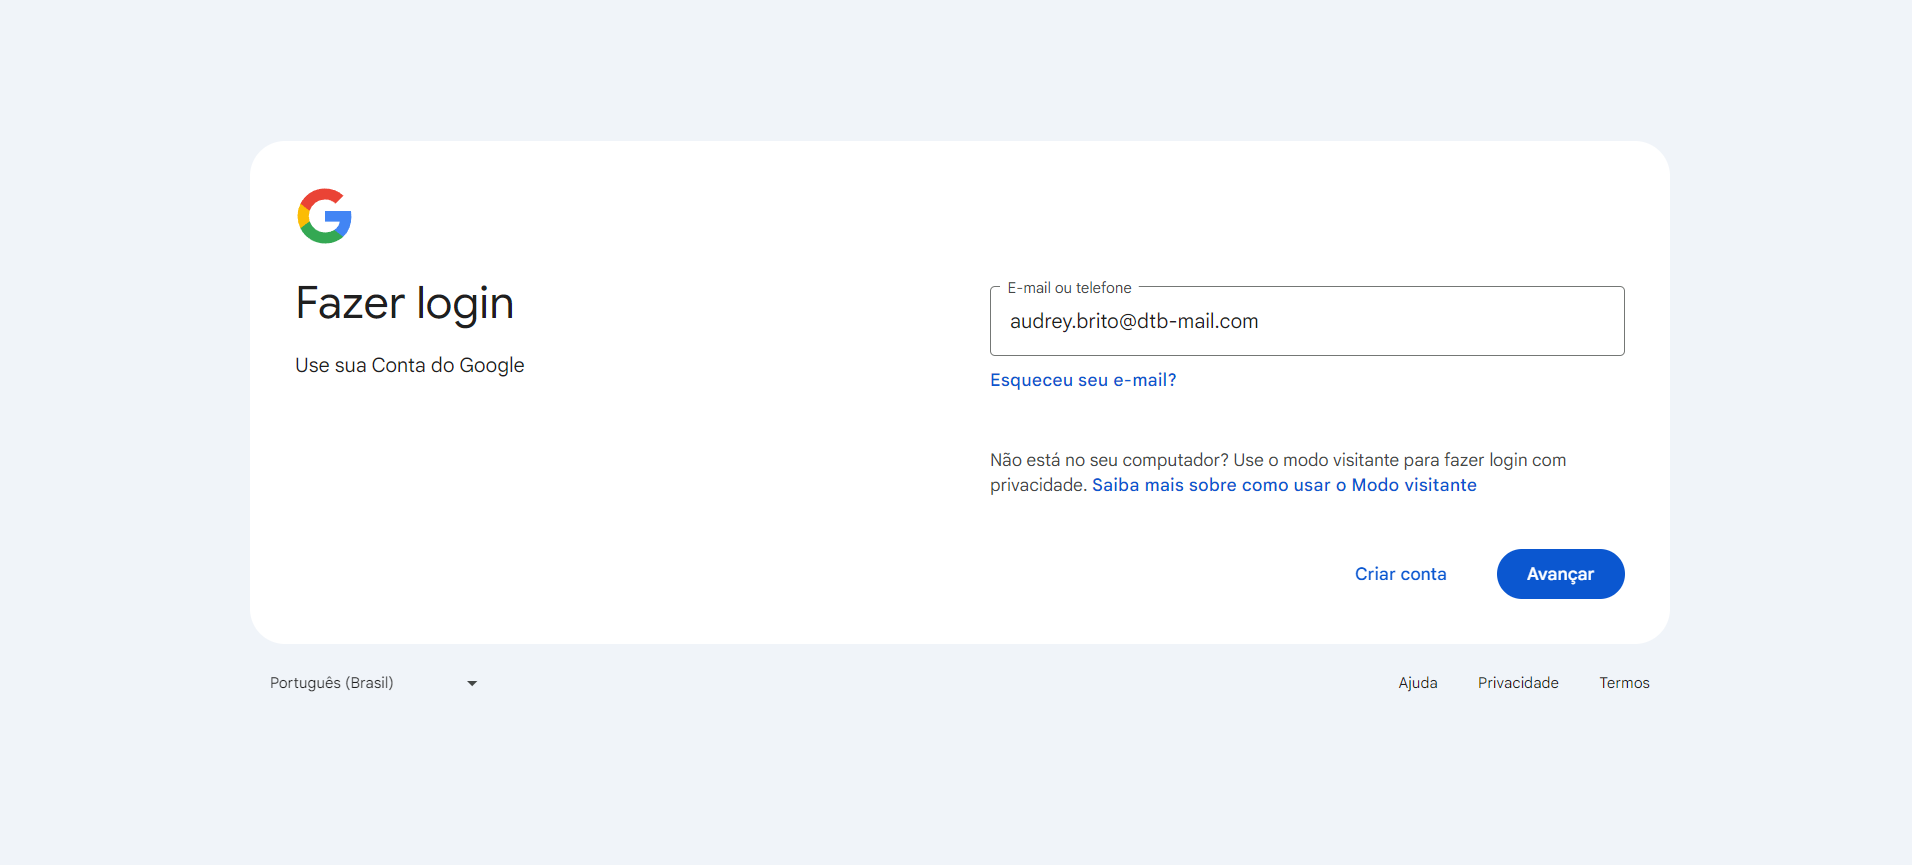 Fazer login
Use sua Conta do Google
E-mail ou telefone
audrey.brito@dtb-mail.com
Esqueceu seu e-mail?
Não está no seu computador? Use o modo visitante para fazer login com
privacidade. Saiba mais sobre como usar o Modo visitante
Criar conta
Avançar
Português (Brasil)
Ajuda
Privacidade
Termos